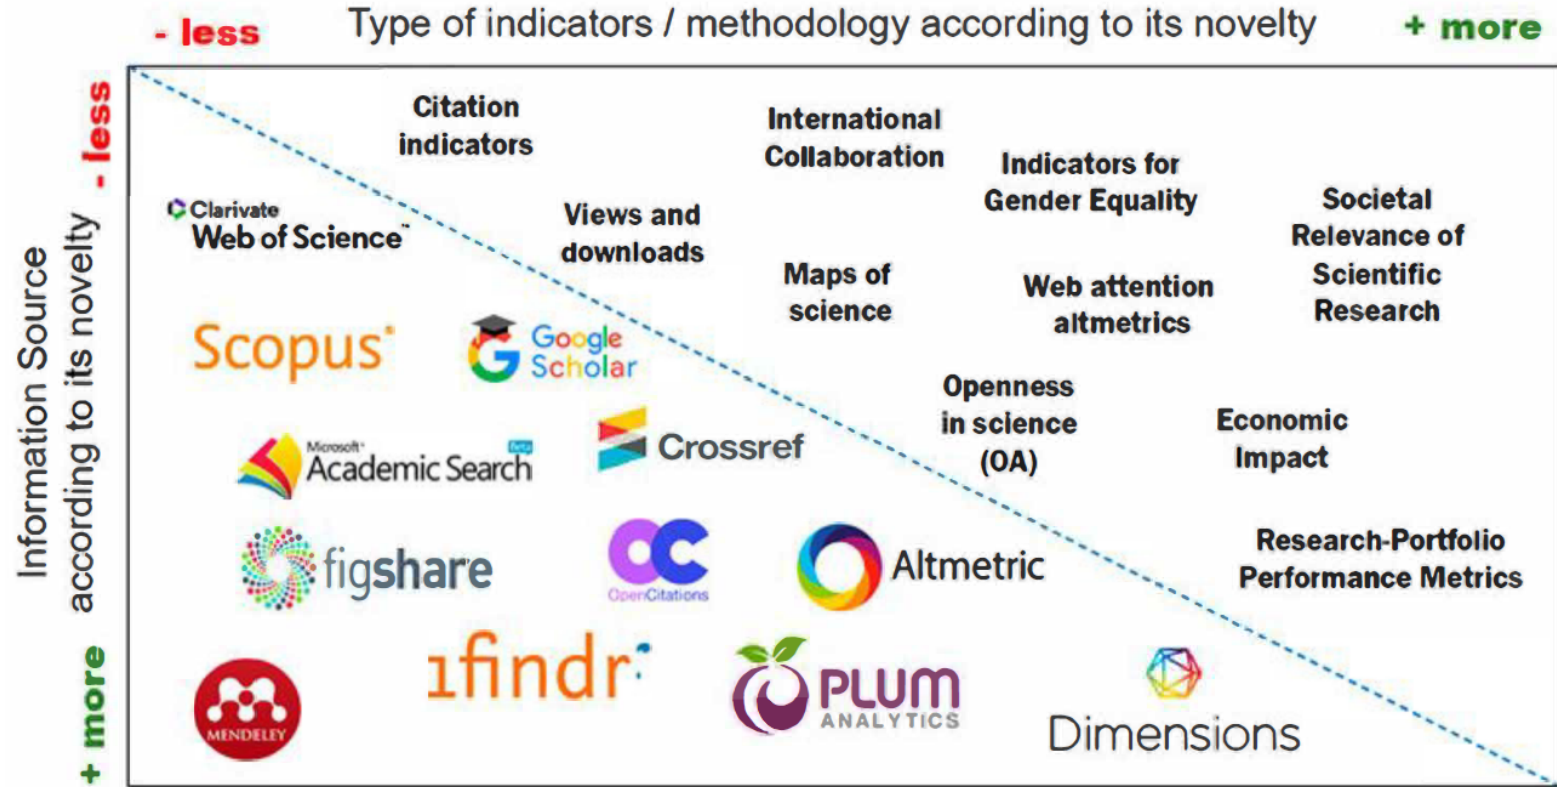 Type of indicators / methodology according to its novelty
- less
+ more
Information Source
according to its novelty
- less
+ more
Citation
indicators
International
Collaboration
Indicators for
Gender Equality
Societal
Relevance of
Scientific
Research
Views and
downloads
Maps of
science
Web attention
altmetrics
Openness
in science
(OA)
Economic
Impact
Research-Portfolio
Performance Metrics
Clarivate
Web of Science™
Scopus®
Google
Scholar
Microsoft®
Academic Search
Beta
Crossref
figshare
OC
OpenCitations
Altmetric
MENDELEY
1findr
PLUM
ANALYTICS
Dimensions